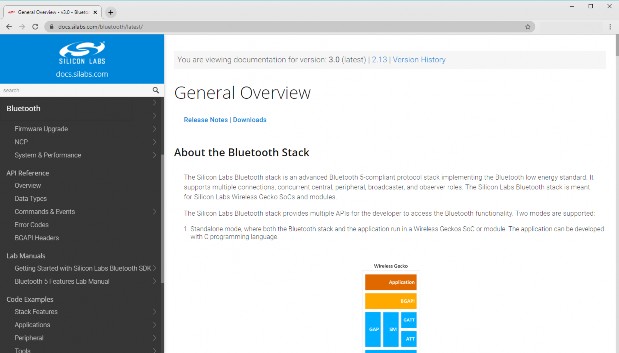 General Overview - v3.0 - Blueto
docs.silabs.com/bluetooth/latest/
SILICON LABS
docs.silabs.com
search
Bluetooth
Firmware Upgrade
NCP
System & Performance
API Reference
Overview
Data Types
Commands & Events
Error Codes
BGAPI Headers
Lab Manuals
Getting Started with Silicon Labs Bluetooth SDK
Bluetooth 5 Features Lab Manual
Code Examples
Stack Features
Applications
Peripheral
Tools
You are viewing documentation for version: 3.0 (latest) | 2.13 | Version History
General Overview
Release Notes | Downloads
About the Bluetooth Stack
The Silicon Labs Bluetooth stack is an advanced Bluetooth 5-compliant protocol stack implementing the Bluetooth low energy standard. It
supports multiple connections, concurrent central, peripheral, broadcaster, and observer roles. The Silicon Labs Bluetooth stack is meant
for Silicon Labs Wireless Gecko SoCs and modules.
The Silicon Labs Bluetooth stack provides multiple APIs for the developer to access the Bluetooth functionality. Two modes are supported:
1. Standalone mode, where both the Bluetooth stack and the application run in a Wireless Geckos SoC or module. The application can be developed
with C programming language.
Wireless Gecko
Application
BGAPI
GAP
SM
GATT
ATT